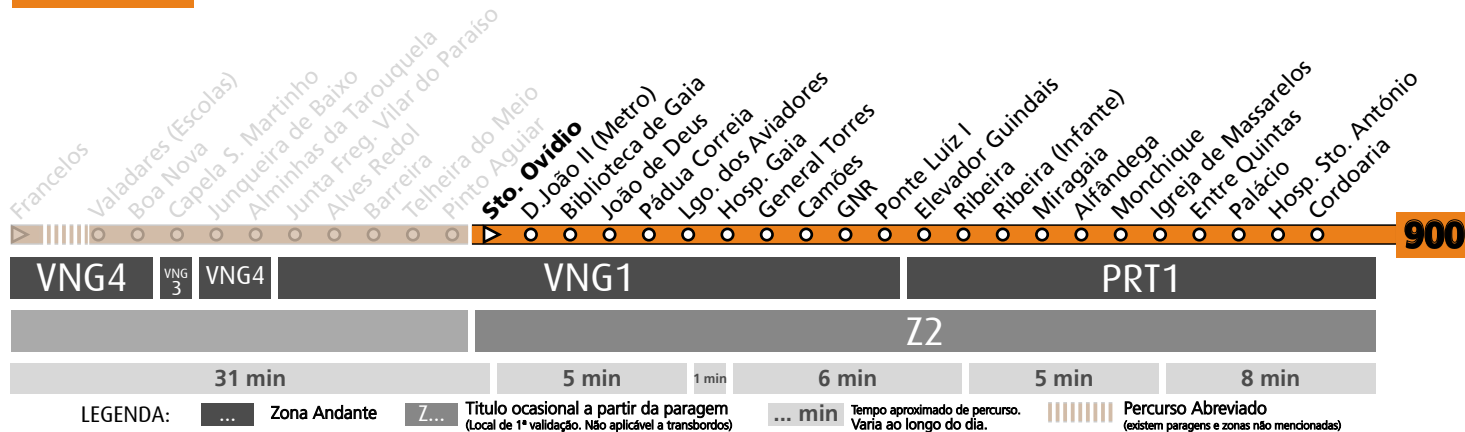 Francelos
Valadares (Escolas)
Boa Nova
Capela S. Martinho
Junqueira de Baixo
Alminhas da Tarouquela
Junta Freg. Vilar do Paraíso
Alves Redol
Barreira
Telheira do Meio
Pinto Aguiar
Sto. Ovídio
D.João II (Metro)
Biblioteca de Gaia
João de Deus
Pádua Correia
Lgo. dos Aviadores
Hosp. Gaia
General Torres
Camões
GNR
Ponte Luíz I
Elevador Guindais
Ribeira
Ribeira (Infante)
Miragaia
Alfândega
Monchique
Igreja de Massarelos
Entre Quintas
Palácio
Hosp. Sto. António
Cordoaria
900
VNG4
VNG
3
VNG4
VNG1
PRT1
Z2
31 min
5 min
1 min
6 min
5 min
8 min
LEGENDA:
...
Zona Andante
Z...
Titulo ocasional a partir da paragem
(Local de 1ª validação. Não aplicável a transbordos)
... min
Tempo aproximado de percurso.
Varia ao longo do dia.
Percurso Abreviado
(existem paragens e zonas não mencionadas)